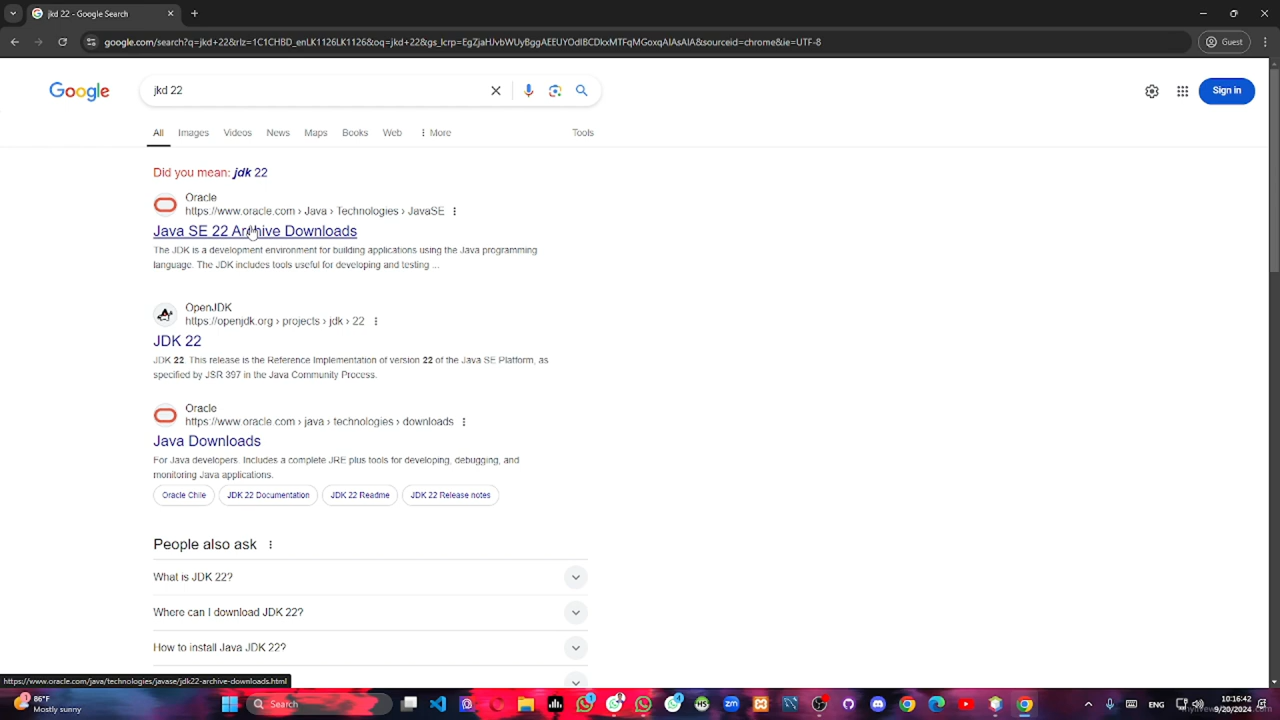 jkd 22 - Google Search
google.com/search?q=jkd+22&rlz=1C1CHBD_enLK1126LK1126&oq=jkd+22&gs_lcrp=EgZjaHJvbWUyBggAEEUYOdIBCDkxMTFqMGoxqAIAsAIA&sourceid=chrome&ie=UTF-8
Guest
Google
jkd 22
Sign in
All
Images
Videos
News
Maps
Books
Web
More
Tools
Did you mean: jdk 22
Oracle
https://www.oracle.com › Java › Technologies › JavaSE
Java SE 22 Archive Downloads
The JDK is a development environment for building applications using the Java programming
language. The JDK includes tools useful for developing and testing ...
OpenJDK
https://openjdk.org › projects › jdk › 22
JDK 22
JDK 22. This release is the Reference Implementation of version 22 of the Java SE Platform, as
specified by JSR 397 in the Java Community Process.
Oracle
https://www.oracle.com › java › technologies › downloads
Java Downloads
For Java developers. Includes a complete JRE plus tools for developing, debugging, and
monitoring Java applications.
Oracle Chile
JDK 22 Documentation
JDK 22 Readme
JDK 22 Release notes
People also ask
What is JDK 22?
Where can I download JDK 22?
How to install Java JDK 22?
https://www.oracle.com/java/technologies/javase/jdk22-archive-downloads.html
86°F
Mostly sunny
Search
ENG
10:16:42
9/20/2024